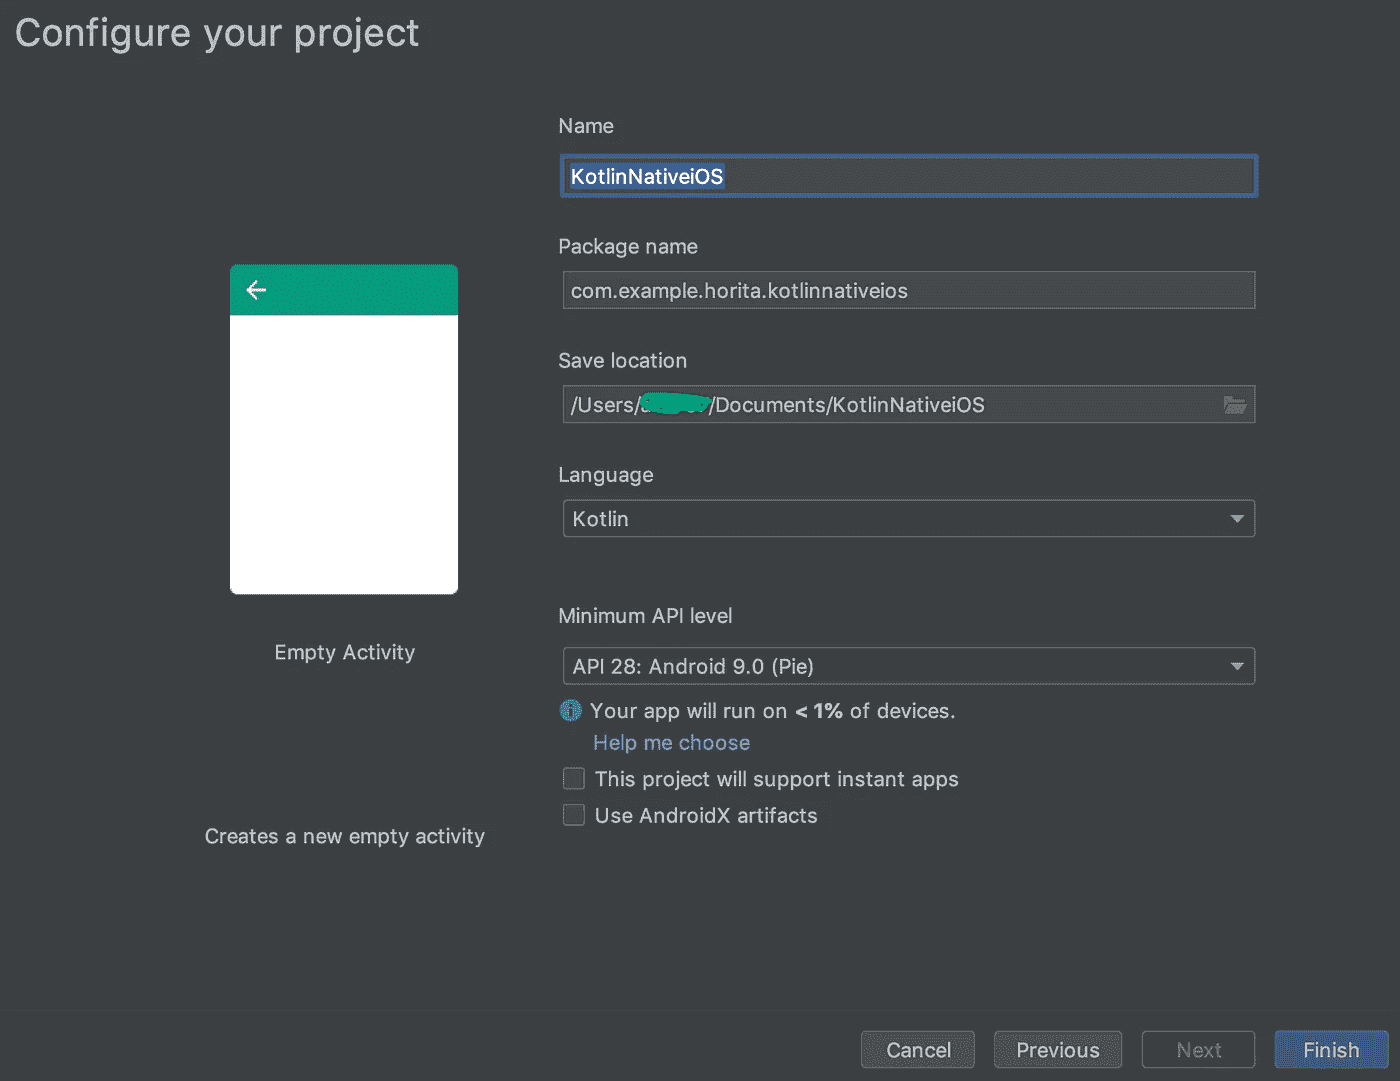 Configure your project
Name
KotlinNativeiOS
Package name
com.example.horita.kotlinnativeios
Save location
/Users/ /Documents/KotlinNativeiOS
Language
Kotlin
Empty Activity
Minimum API level
API 28: Android 9.0 (Pie)
Your app will run on < 1% of devices.
Help me choose
This project will support instant apps
Use AndroidX artifacts
Creates a new empty activity
Cancel
Previous
Next
Finish